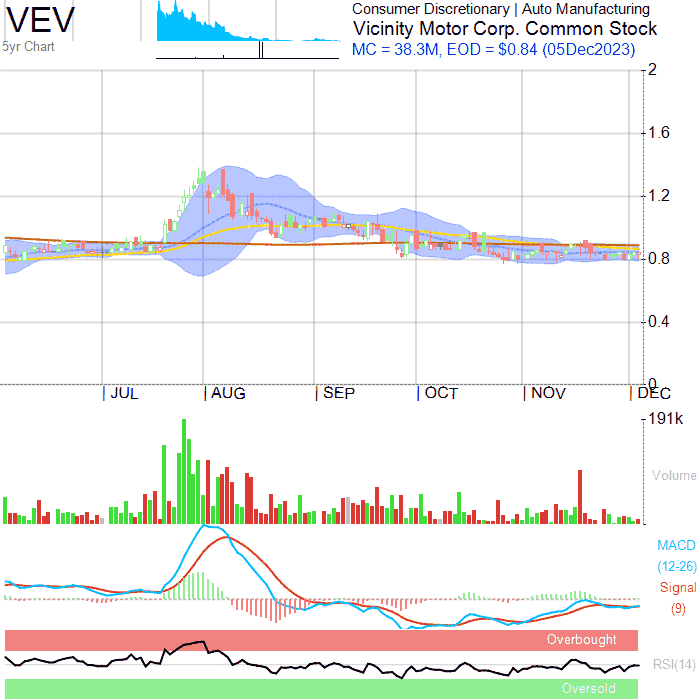 VEV
5yr Chart
Consumer Discretionary | Auto Manufacturing
Vicinity Motor Corp. Common Stock
MC = 38.3M, EOD = $0.84 (05Dec2023)
2
1.6
1.2
0.8
0.4
0
JUL AUG SEP OCT NOV DEC
191k
Volume
MACD
(12-26)
Signal
(9)
Overbought
RSI(14)
Oversold